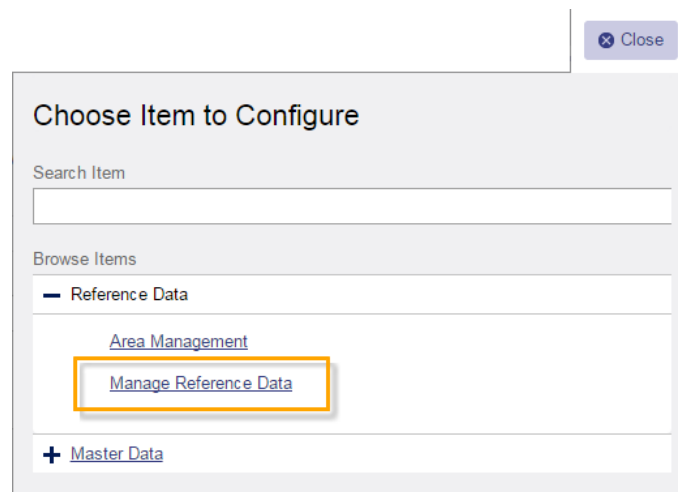 Close
Choose Item to Configure
Search Item
Browse Items
Reference Data
Area Management
Manage Reference Data
Master Data